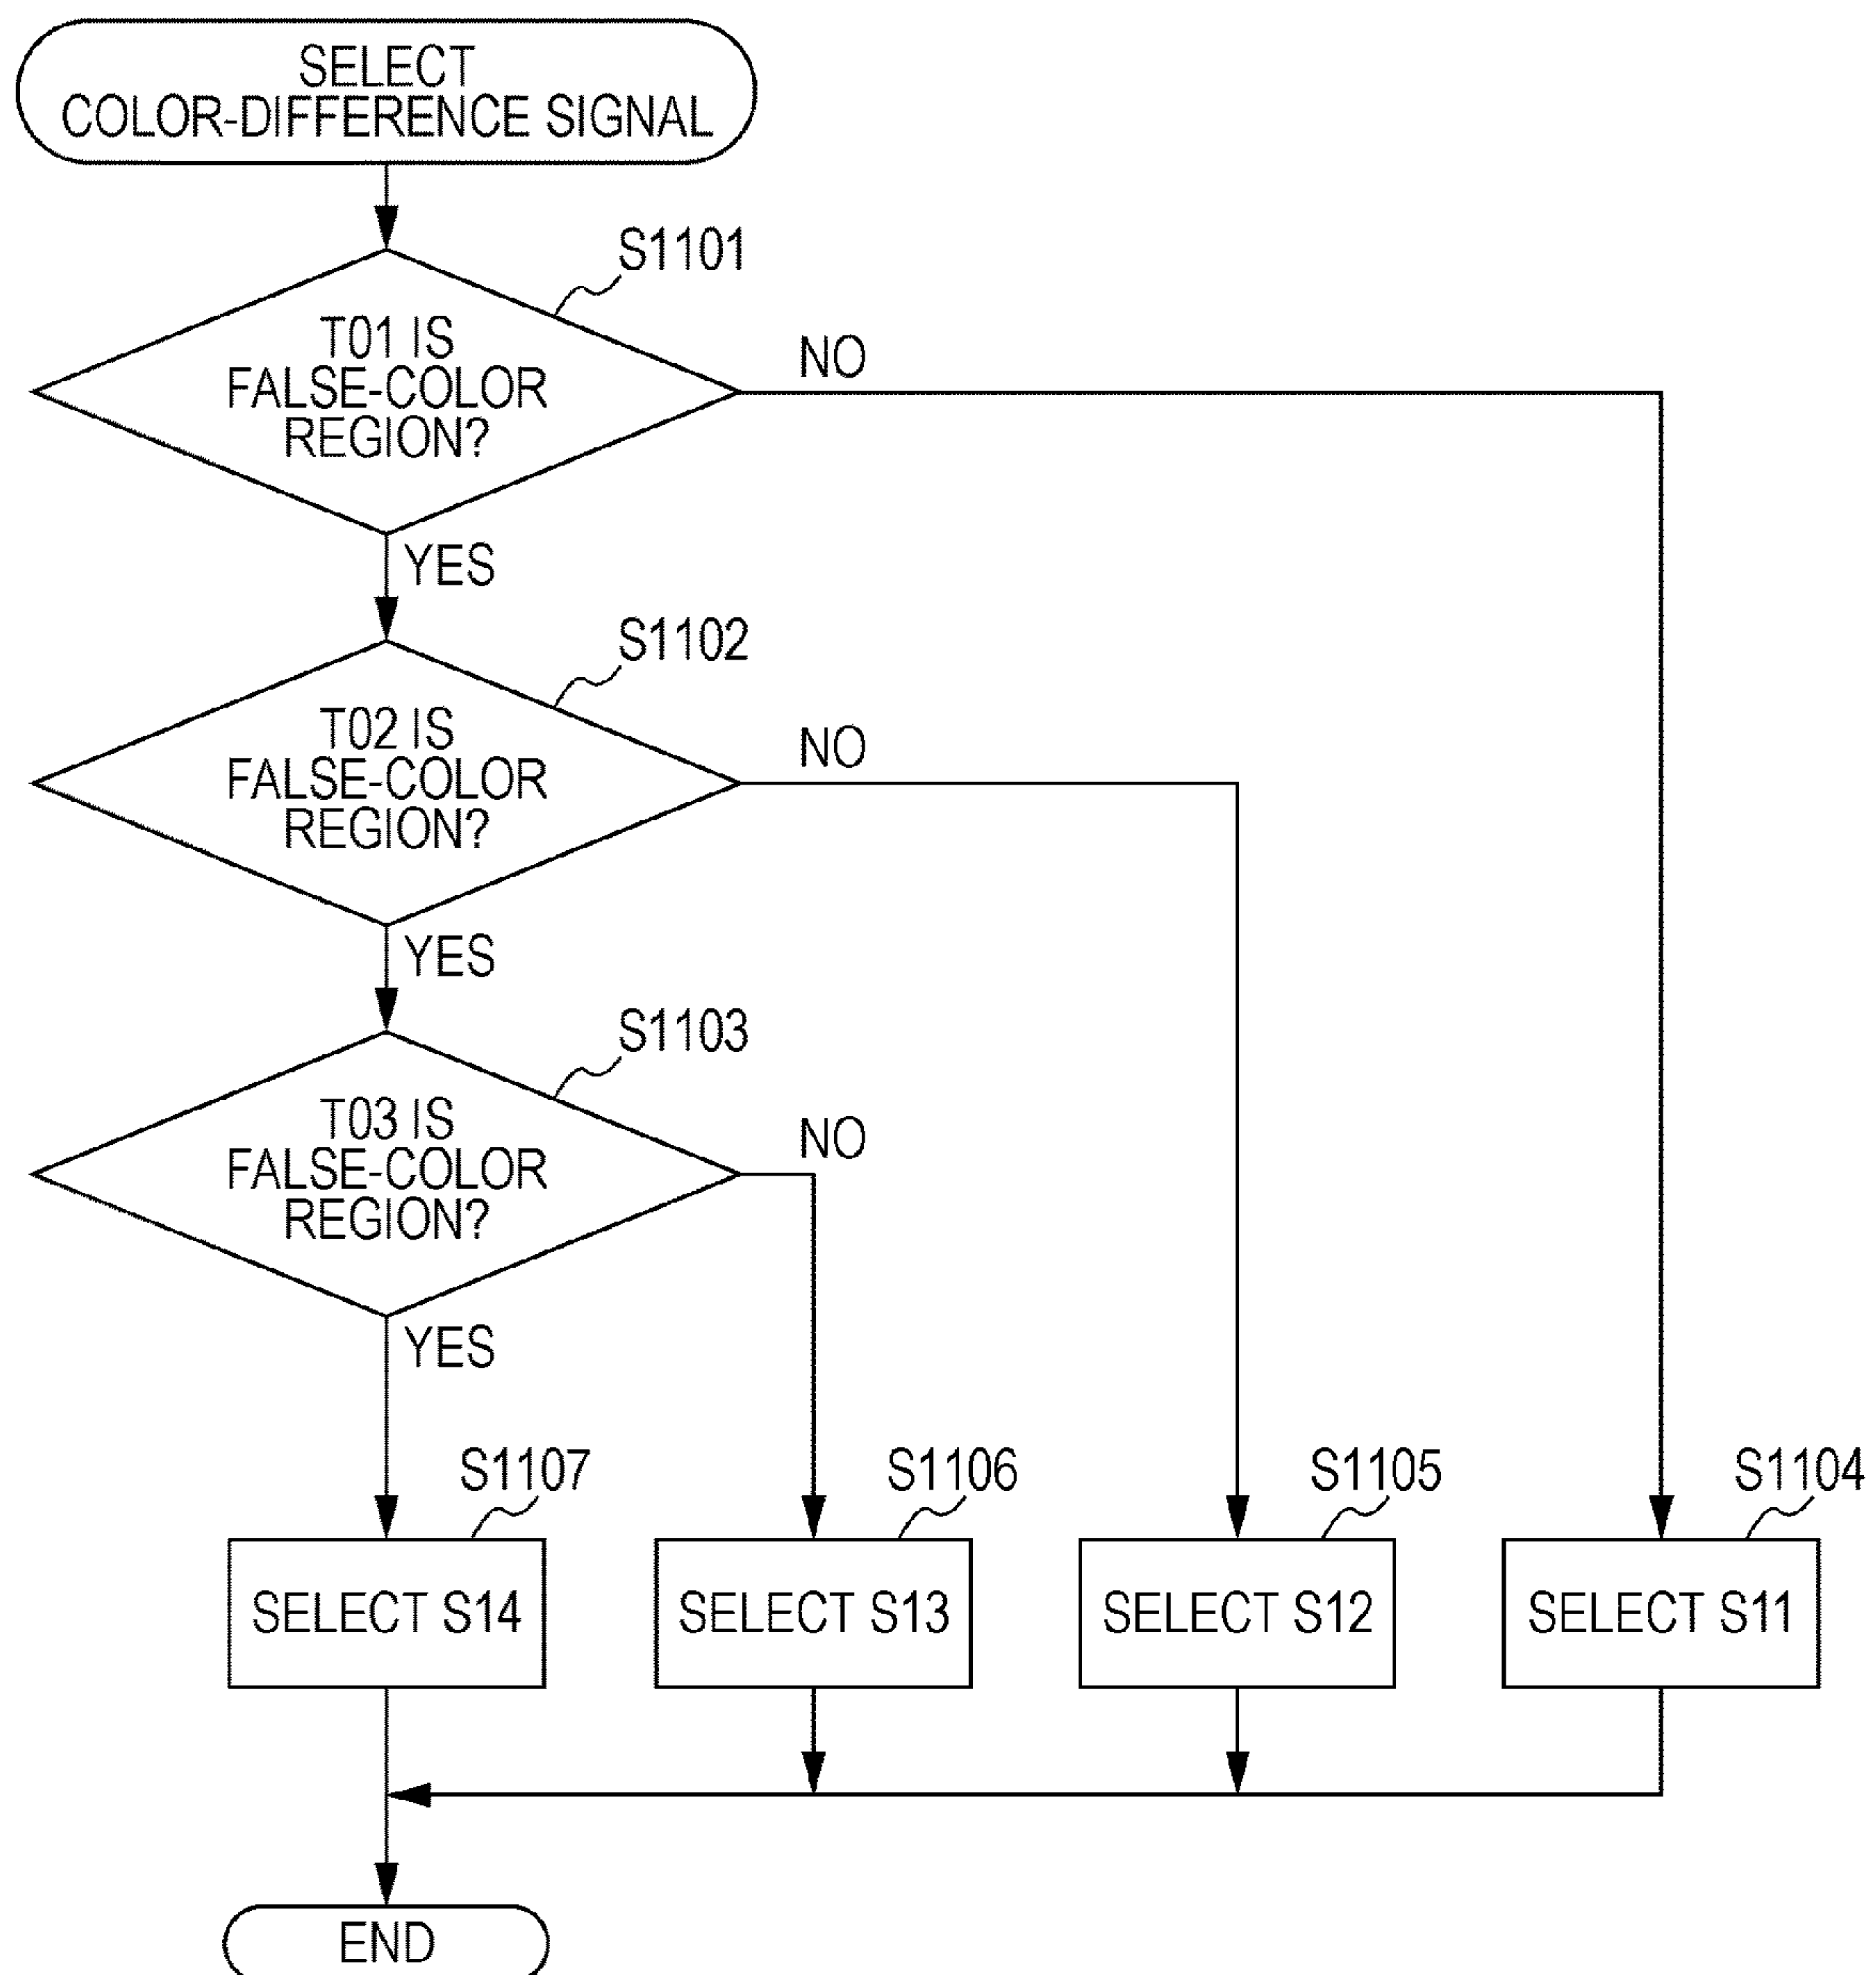 SELECT
COLOR-DIFFERENCE SIGNAL
S1101
T01 IS
FALSE-COLOR
REGION?
NO
YES
S1102
T02 IS
FALSE-COLOR
REGION?
NO
YES
S1103
T03 IS
FALSE-COLOR
REGION?
NO
YES
S1107
S1106
S1105
S1104
SELECT S14
SELECT S13
SELECT S12
SELECT S11
END